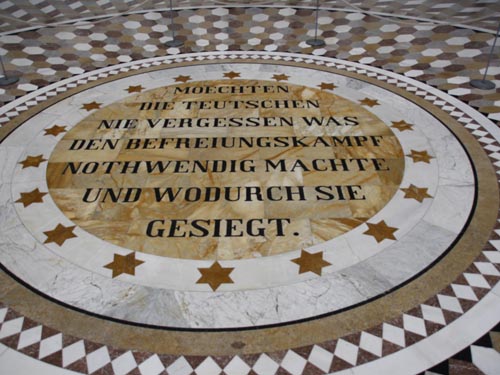 MOECHTEN
DIE TEUTSCHEN
NIE VERGESSEN WAS
DEN BEFREIUNGSKAMPF
NOTHWENDIG MACHTE
UND WODURCH SIE
GESIEGT.